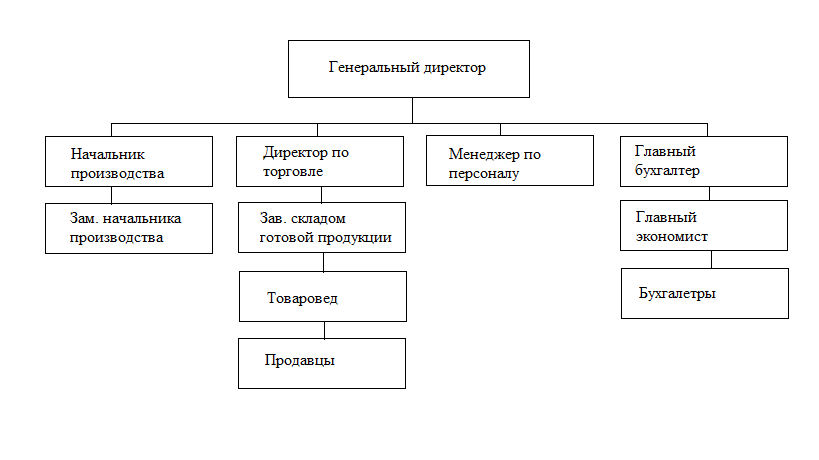 Генеральный директор
Начальник
производства
Директор по
торговле
Менеджер по
персоналу
Главный
бухгалтер
Зам. начальника
производства
Зав. складом
готовой продукции
Главный
экономист
Товаровед
Бухгалетры
Продавцы